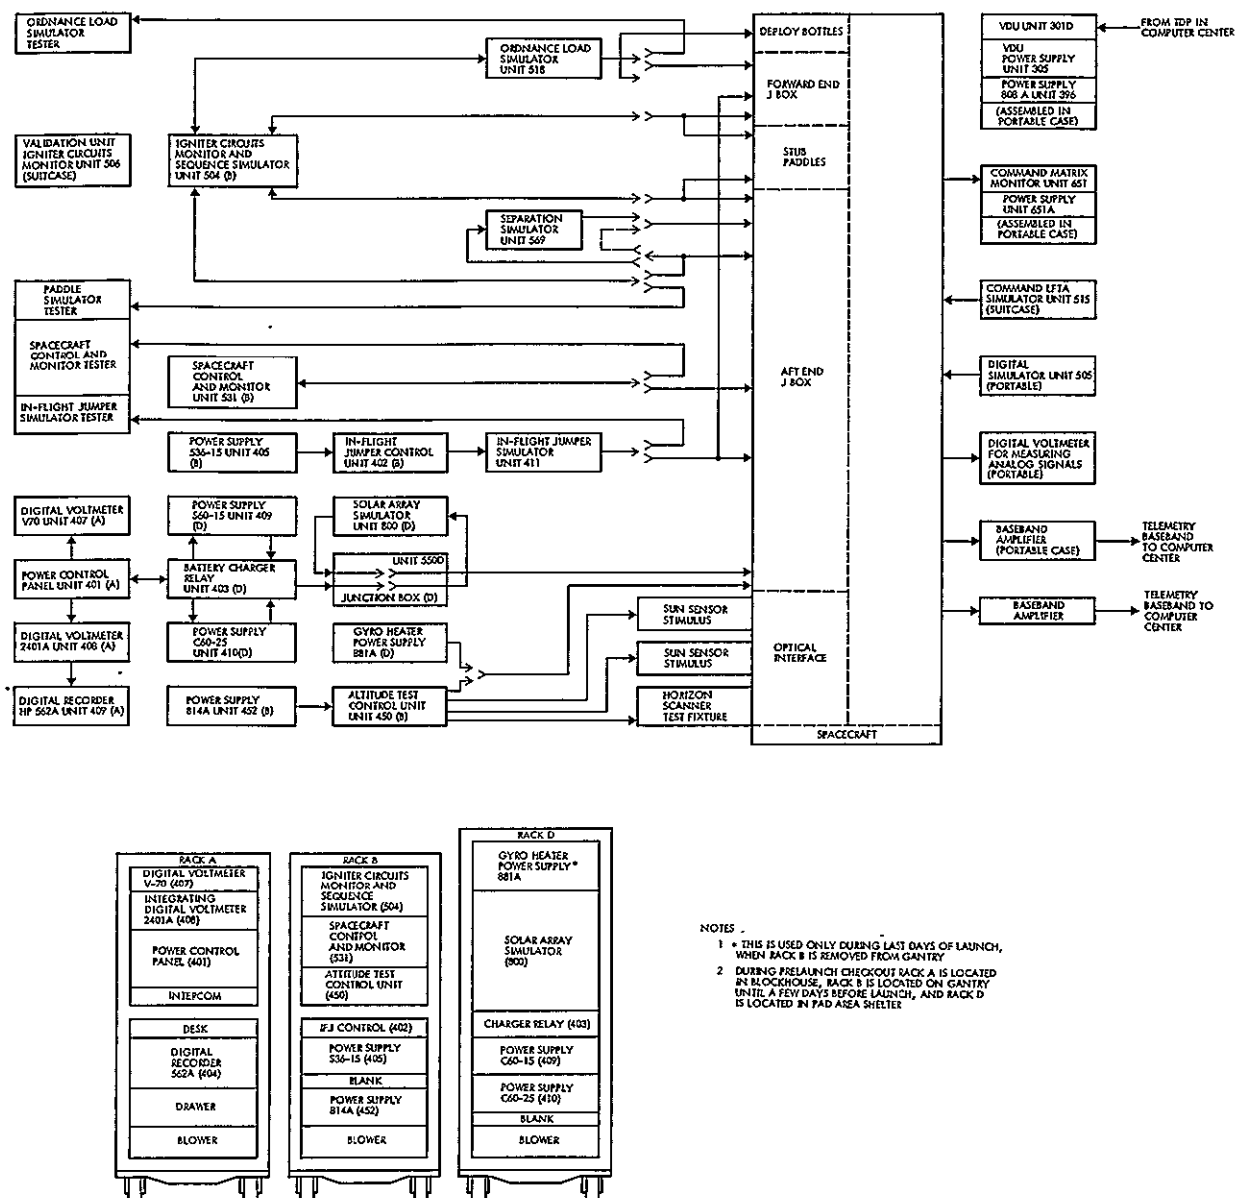 ORDNANCE LOAD
SIMULATOR
TESTER
ORDNANCE LOAD
SIMULATOR
UNIT 518
VALIDATION UNIT
IGNITER CIRCUITS
MONITOR UNIT 506
(SUITCASE)
IGNITER CIRCUITS
MONITOR AND
SEQUENCE SIMULATOR
UNIT 504 (B)
SEPARATION
SIMULATOR
UNIT 569
PADDLE
SIMULATOR
TESTER
SPACECRAFT
CONTROL AND
MONITOR TESTER
IN-FLIGHT JUMPER
SIMULATOR TESTER
SPACECRAFT
CONTROL
AND MONITOR
UNIT 531 (B)
POWER SUPPLY
S36-15 UNIT 405
(B)
IN-FLIGHT
JUMPER CONTROL
UNIT 402 (B)
IN-FLIGHT JUMPER
SIMULATOR
UNIT 411
DIGITAL VOLTMETER
V70 UNIT 407 (A)
POWER SUPPLY
S60-15 UNIT 409
(D)
SOLAR ARRAY
SIMULATOR
UNIT 800 (D)
POWER CONTROL
PANEL UNIT 401 (A)
BATTERY CHARGER
RELAY
UNIT 403 (D)
UNIT 550D
JUNCTION BOX (D)
DIGITAL VOLTMETER
2401A UNIT 408 (A)
POWER SUPPLY
C60-25
UNIT 410(D)
GYRO HEATER
POWER SUPPLY
881A (D)
DIGITAL RECORDER
HP 562A UNIT 409 (A)
POWER SUPPLY
814A UNIT 452 (B)
ALTITUDE TEST
CONTROL UNIT
UNIT 450 (B)
SUN SENSOR
STIMULUS
SUN SENSOR
STIMULUS
HORIZON
SCANNER
TEST FIXTURE
DEPLOY BOTTLES
FORWARD END
J BOX
STUB
PADDLES
AFT END
J BOX
OPTICAL
INTERFACE
SPACECRAFT
VDU UNIT 301D
VDU
POWER SUPPLY
UNIT 305
POWER SUPPLY
808 A UNIT 396
(ASSEMBLED IN
PORTABLE CASE)
FROM TDP IN
COMPUTER CENTER
COMMAND MATRIX
MONITOR UNIT 651
POWER SUPPLY
UNIT 651A
(ASSEMBLED IN
PORTABLE CASE)
COMMAND LFTA
SIMULATOR UNIT 515
(SUITCASE)
DIGITAL
SIMULATOR UNIT 505
(PORTABLE)
DIGITAL VOLTMETER
FOR MEASURING
ANALOG SIGNALS
(PORTABLE)
BASEBAND
AMPLIFIER
(PORTABLE CASE)
TELEMETRY
BASEBAND
TO COMPUTER
CENTER
BASEBAND
AMPLIFIER
TELEMETRY
BASEBAND TO
COMPUTER
CENTER
RACK A
DIGITAL VOLTMETER
V-70 (407)
INTEGRATING
DIGITAL VOLTMETER
2401A (408)
POWER CONTROL
PANEL (401)
INTERCOM
DESK
DIGITAL
RECORDER
562A (404)
DRAWER
BLOWER
RACK B
IGNITER CIRCUITS
MONITOR AND
SEQUENCE
SIMULATOR (504)
SPACECRAFT
CONTROL
AND MONITOR
(531)
ATTITUDE TEST
CONTROL UNIT
(450)
IFJ CONTROL (402)
POWER SUPPLY
S36-15 (405)
BLANK
POWER SUPPLY
814A (452)
BLOWER
RACK D
GYRO HEATER
POWER SUPPLY*
881A
SOLAR ARRAY
SIMULATOR
(800)
CHARGER RELAY (403)
POWER SUPPLY
C60-15 (409)
POWER SUPPLY
C60-25 (410)
BLANK
BLOWER
NOTES
1 * THIS IS USED ONLY DURING LAST DAYS OF LAUNCH,
WHEN RACK B IS REMOVED FROM GANTRY
2 DURING PRELAUNCH CHECKOUT RACK A IS LOCATED
IN BLOCKHOUSE, RACK B IS LOCATED ON GANTRY
UNTIL A FEW DAYS BEFORE LAUNCH, AND RACK D
IS LOCATED IN PAD AREA SHELTER